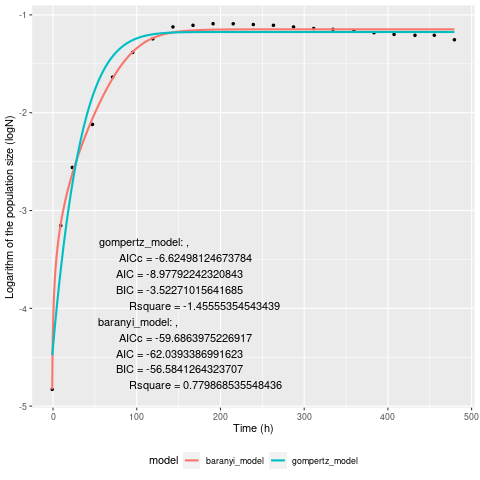 Logarithm of the population size (logN)
-1
-2
-3
-4
-5
gompertz_model: ,
AICc = -6.62498124673784
AIC = -8.97792242320843
BIC = -3.52271015641685
Rsquare = -1.45555354543439
baranyi_model: ,
AICc = -59.6863975226917
AIC = -62.0393386991623
BIC = -56.5841264323707
Rsquare = 0.779868535548436
0 100 200 300 400 500
Time (h)
model baranyi_model gompertz_model